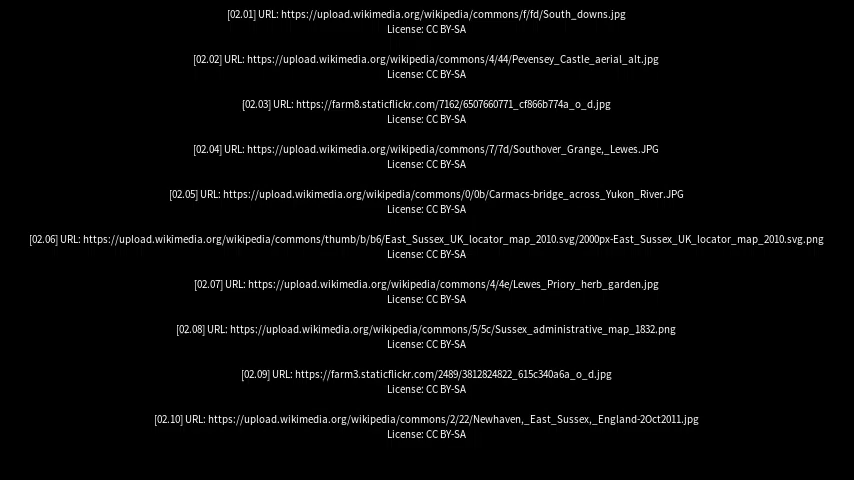 [02.01] URL: https://upload.wikimedia.org/wikipedia/commons/f/fd/South_downs.jpg
License: CC BY-SA
[02.02] URL: https://upload.wikimedia.org/wikipedia/commons/4/44/Pevensey_Castle_aerial_alt.jpg
License: CC BY-SA
[02.03] URL: https://farm8.staticflickr.com/7162/6507660771_cf866b774a_o_d.jpg
License: CC BY-SA
[02.04] URL: https://upload.wikimedia.org/wikipedia/commons/7/7d/Southover_Grange,_Lewes.JPG
License: CC BY-SA
[02.05] URL: https://upload.wikimedia.org/wikipedia/commons/0/0b/Carmacs-bridge_across_Yukon_River.JPG
License: CC BY-SA
[02.06] URL: https://upload.wikimedia.org/wikipedia/commons/thumb/b/b6/East_Sussex_UK_locator_map_2010.svg/2000px-East_Sussex_UK_locator_map_2010.svg.png
License: CC BY-SA
[02.07] URL: https://upload.wikimedia.org/wikipedia/commons/4/4e/Lewes_Priory_herb_garden.jpg
License: CC BY-SA
[02.08] URL: https://upload.wikimedia.org/wikipedia/commons/5/5c/Sussex_administrative_map_1832.png
License: CC BY-SA
[02.09] URL: https://farm3.staticflickr.com/2489/3812824822_615c340a6a_o_d.jpg
License: CC BY-SA
[02.10] URL: https://upload.wikimedia.org/wikipedia/commons/2/22/Newhaven,_East_Sussex,_England-2Oct2011.jpg
License: CC BY-SA